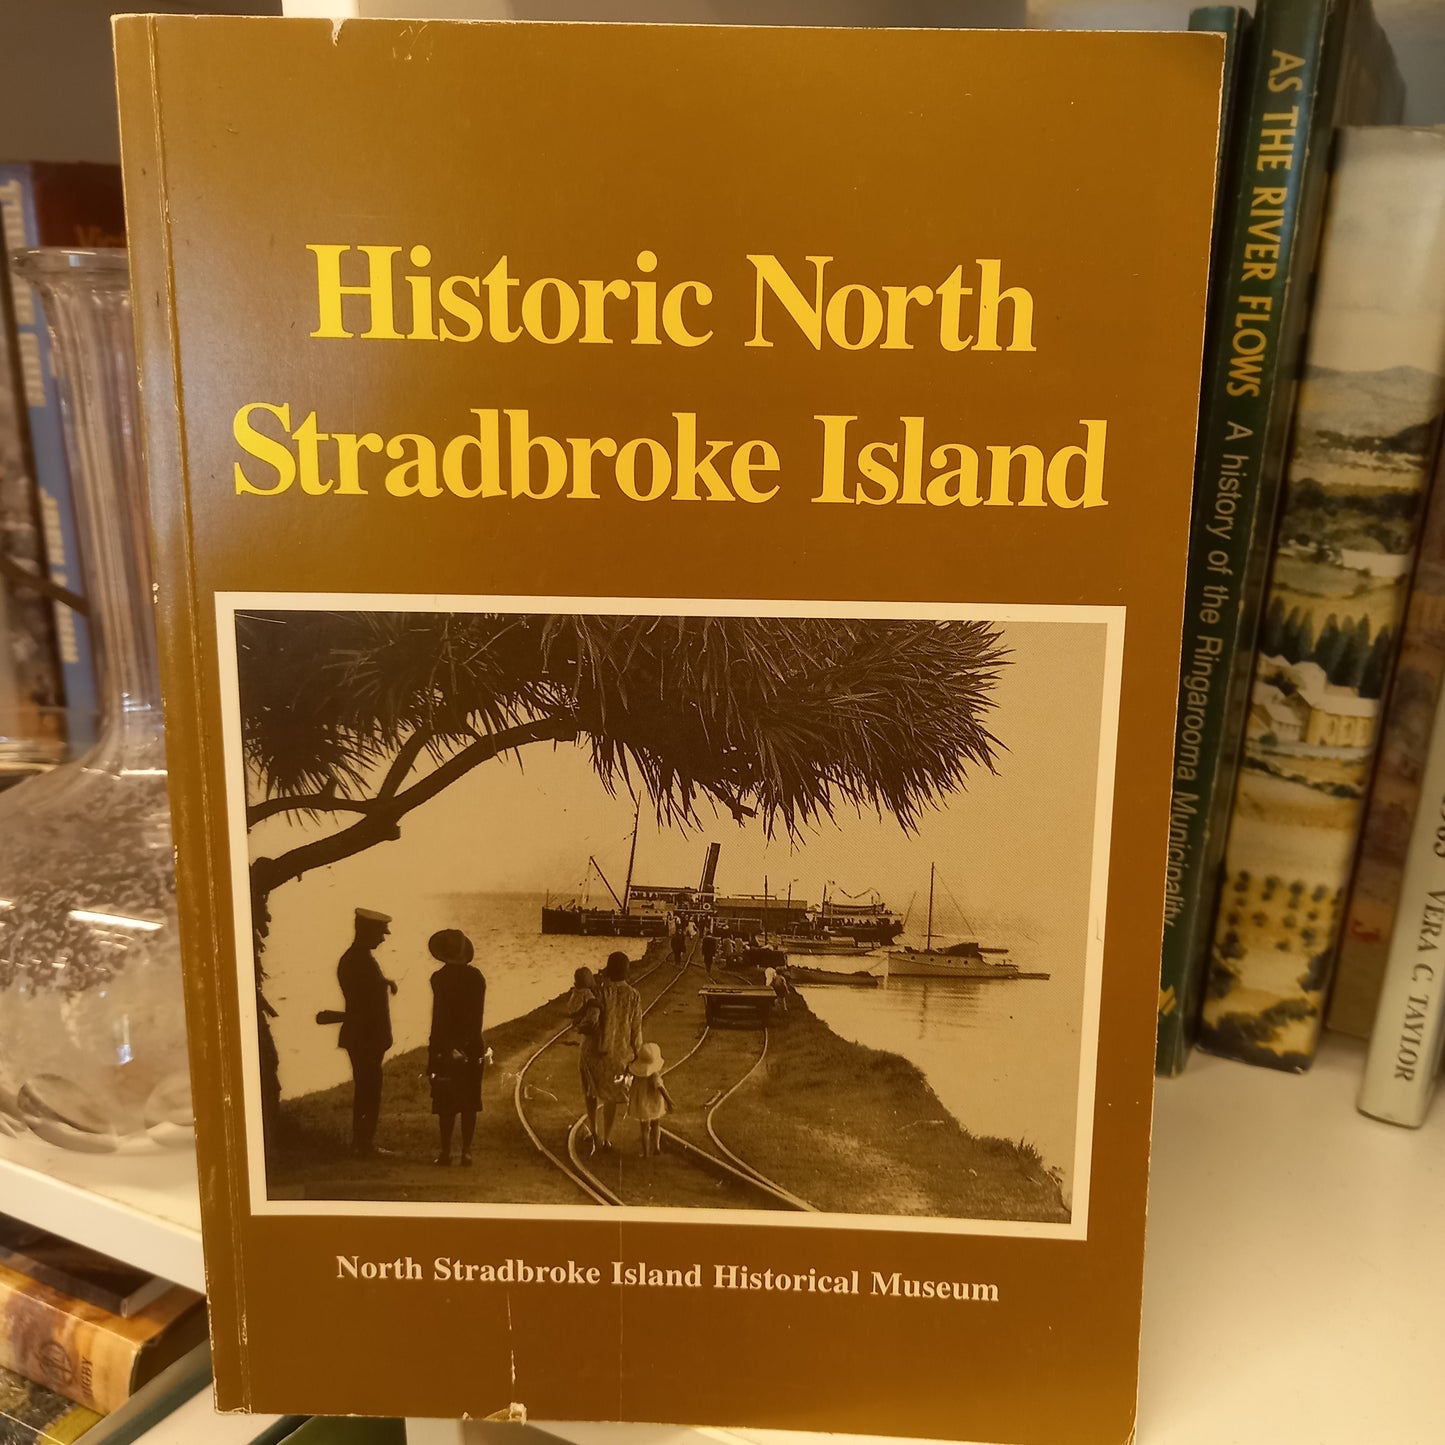 Historic North
Stradbroke Island
North Stradbroke Island Historical Museum
AS THE RIVER FLOWS A history of the Ringarooma Municipality
VERA C. TAYLOR
RIGBY